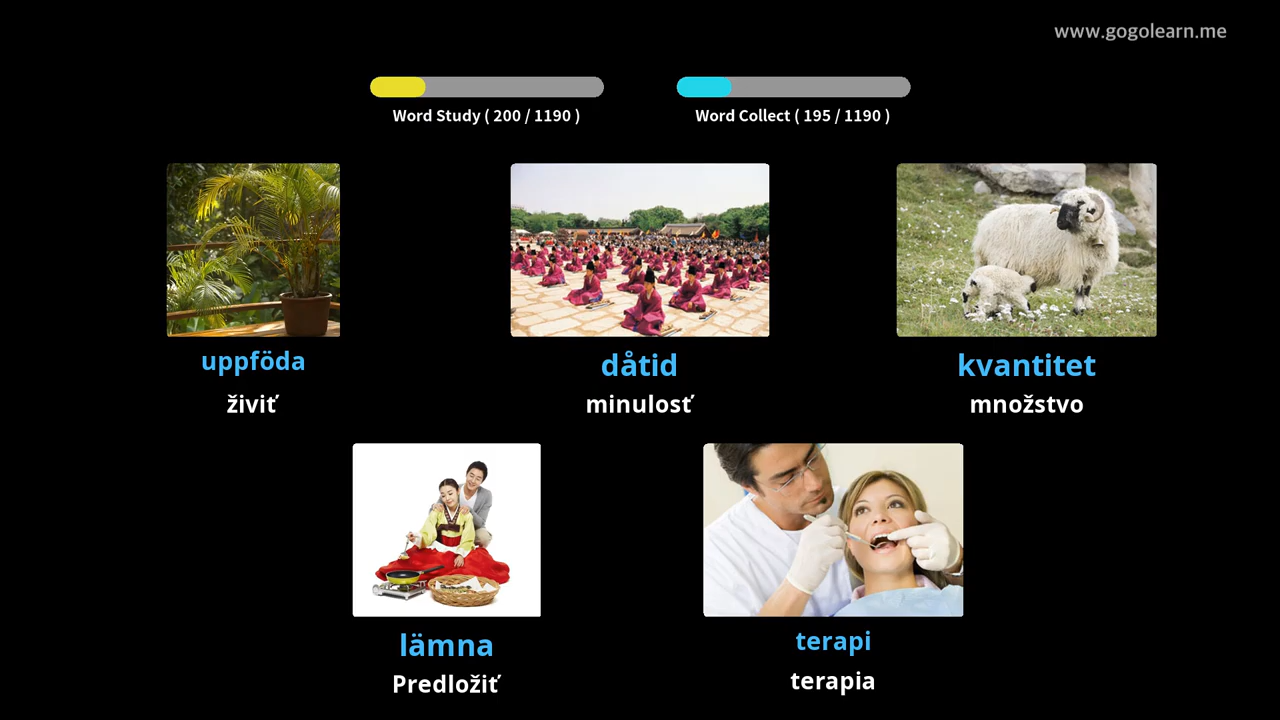 www.gogolearn.me
Word Study ( 200 / 1190 )
Word Collect ( 195 / 1190 )
uppföda
dåtid
kvantitet
živiť
minulosť
množstvo
lämna
terapi
Predložiť
terapia